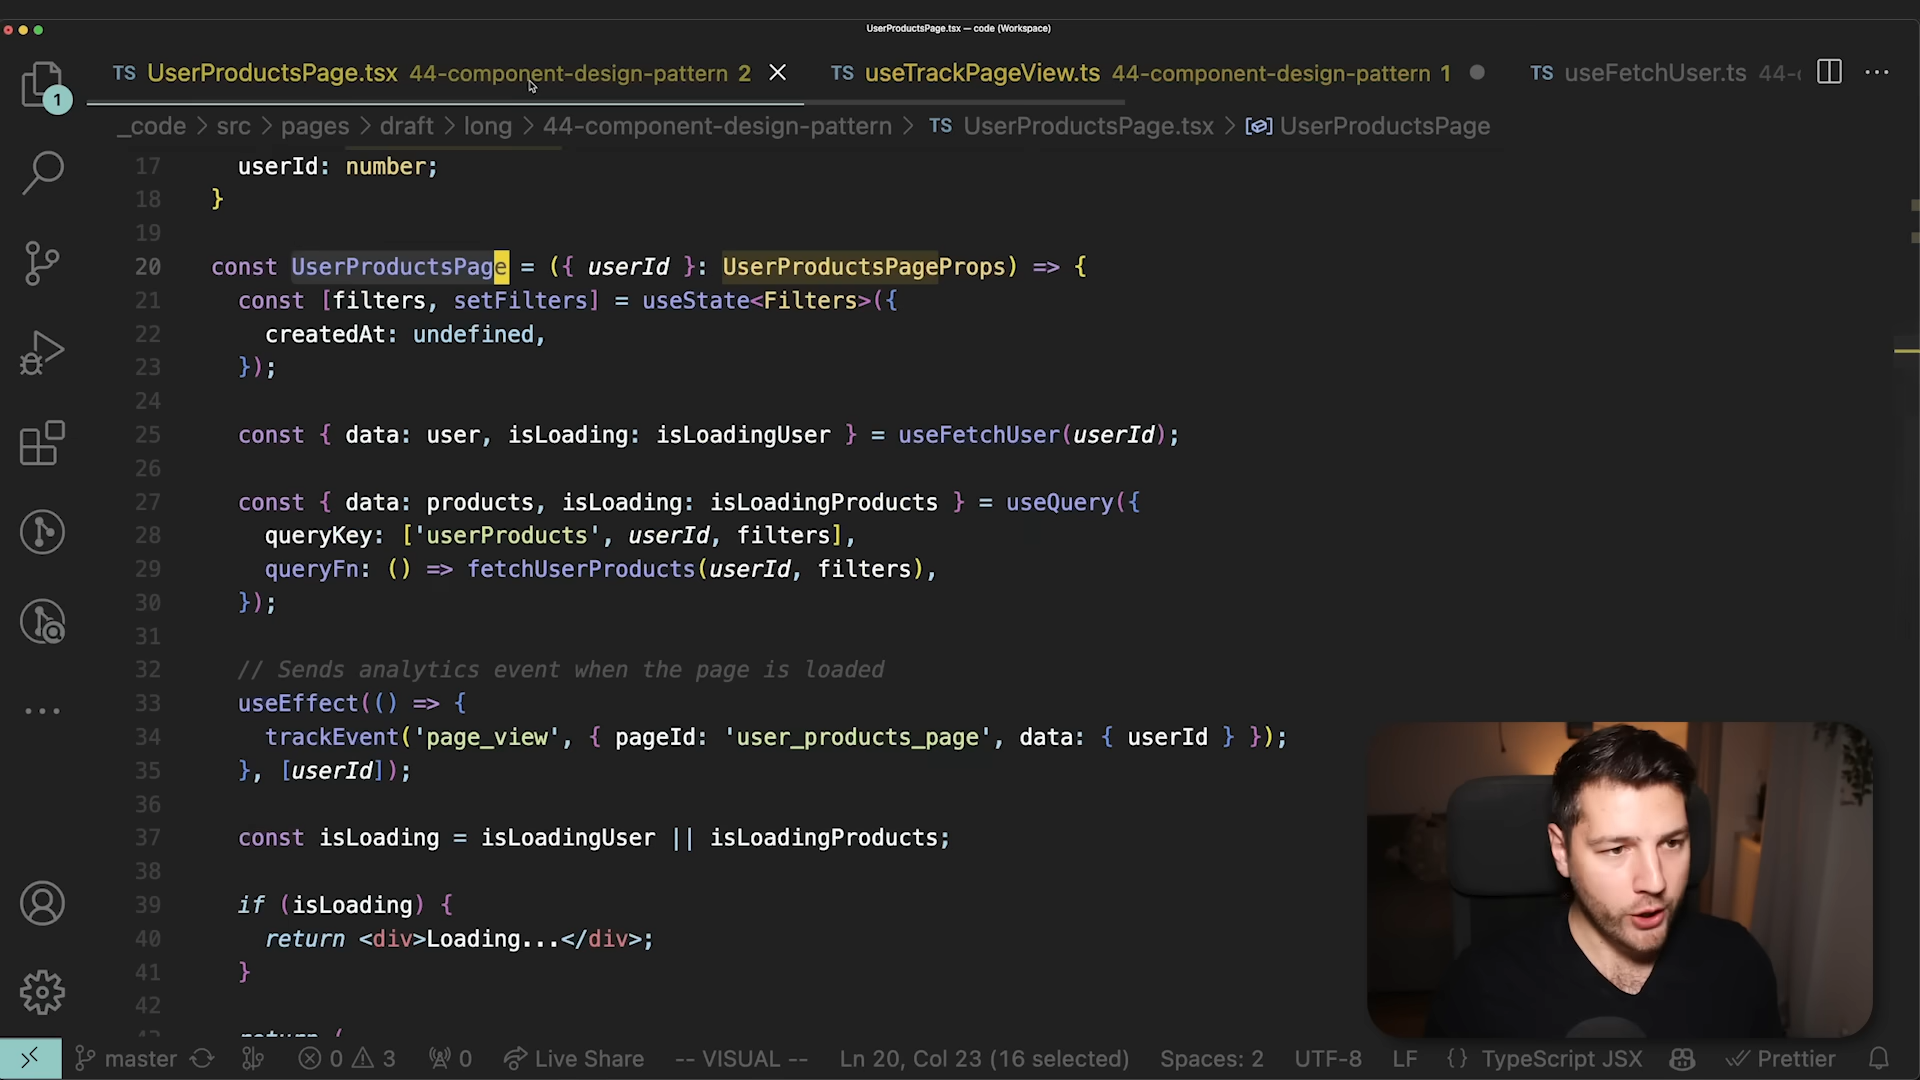 UserProductsPage.tsx — code (Workspace)
TS UserProductsPage.tsx 44-component-design-pattern 2
TS useTrackPageView.ts 44-component-design-pattern 1
TS useFetchUser.ts 44-
1
_code > src > pages > draft > long > 44-component-design-pattern > TS UserProductsPage.tsx > UserProductsPage
17 userId: number;
18 }
19
20 const UserProductsPage = ({ userId }: UserProductsPageProps) => {
21 const [filters, setFilters] = useState<Filters>({
22 createdAt: undefined,
23 });
24
25 const { data: user, isLoading: isLoadingUser } = useFetchUser(userId);
26
27 const { data: products, isLoading: isLoadingProducts } = useQuery({
28 queryKey: ['userProducts', userId, filters],
29 queryFn: () => fetchUserProducts(userId, filters),
30 });
31
32 // Sends analytics event when the page is loaded
33 useEffect(() => {
34 trackEvent('page_view', { pageId: 'user_products_page', data: { userId } });
35 }, [userId]);
36
37 const isLoading = isLoadingUser || isLoadingProducts;
38
39 if (isLoading) {
40 return <div>Loading...</div>;
41 }
42
master 0 3 0 Live Share -- VISUAL -- Ln 20, Col 23 (16 selected) Spaces: 2 UTF-8 LF {} TypeScript JSX Prettier